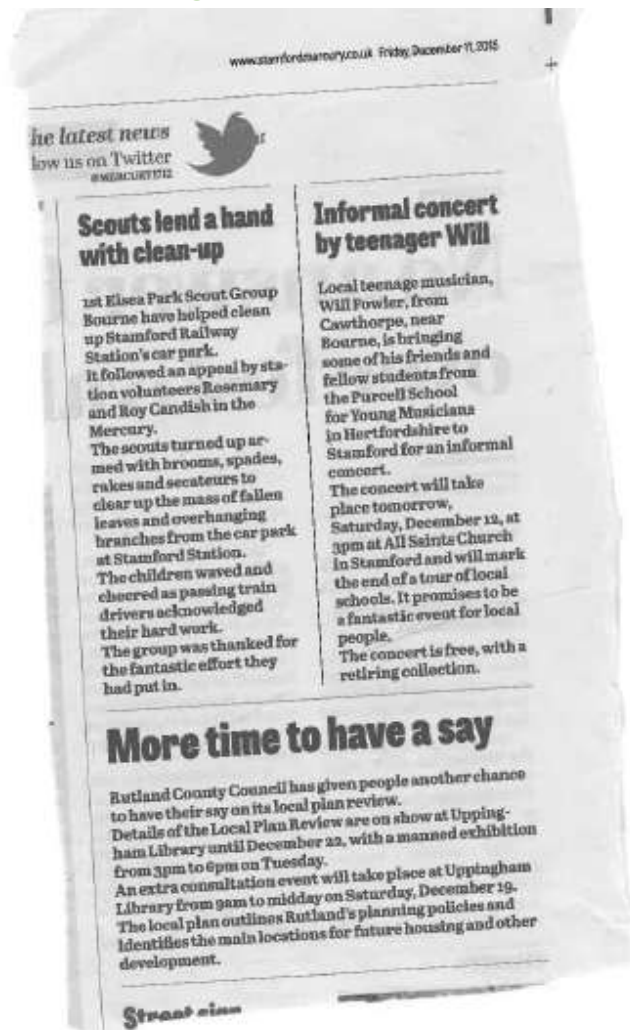 www.stamfordmercury.co.uk Friday, December 11, 2015
he latest news
low us on Twitter
@MERCURY1712
Scouts lend a hand
with clean-up
1st Elsea Park Scout Group
Bourne have helped clean
up Stamford Railway
Station's car park.
It followed an appeal by sta-
tion volunteers Rosemary
and Roy Candish in the
Mercury.
The scouts turned up ar-
med with brooms, spades,
rakes and secateurs to
clear up the mass of fallen
leaves and overhanging
branches from the car park
at Stamford Station.
The children waved and
cheered as passing train
drivers acknowledged
their hard work.
The group was thanked for
the fantastic effort they
had put in.
Informal concert
by teenager Will
Local teenage musician,
Will Fowler, from
Cawthorpe, near
Bourne, is bringing
some of his friends and
fellow students from
the Purcell School
for Young Musicians
in Hertfordshire to
Stamford for an informal
concert.
The concert will take
place tomorrow,
Saturday, December 12, at
3pm at All Saints Church
in Stamford and will mark
the end of a tour of local
schools. It promises to be
a fantastic event for local
people.
The concert is free, with a
retiring collection.
More time to have a say
Rutland County Council has given people another chance
to have their say on its local plan review.
Details of the Local Plan Review are on show at Upping-
ham Library until December 22, with a manned exhibition
from 3pm to 6pm on Tuesday.
An extra consultation event will take place at Uppingham
Library from 9am to midday on Saturday, December 19.
The local plan outlines Rutland's planning policies and
identifies the main locations for future housing and other
development.
Street sign